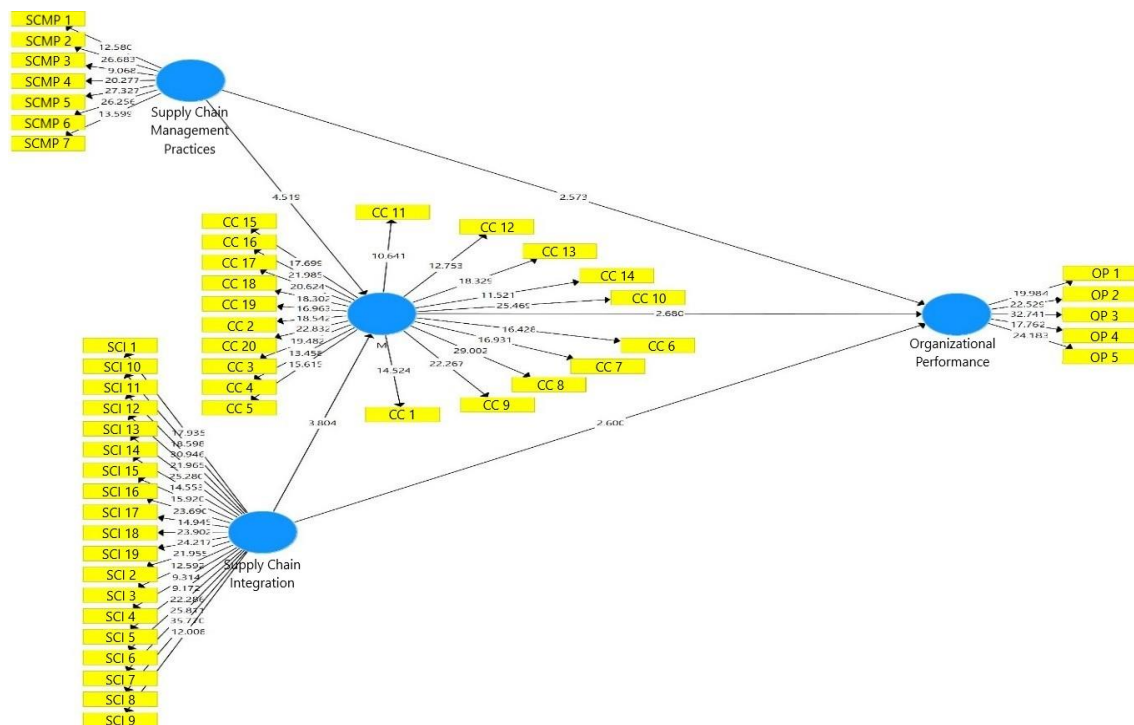 SCMP 1
SCMP 2
SCMP 3
SCMP 4
SCMP 5
SCMP 6
SCMP 7
12.580
26.683
9.068
20.277
27.327
26.256
13.599
Supply Chain
Management
Practices
4.519
2.573
CC 15
CC 16
CC 17
CC 18
CC 19
CC 2
CC 20
CC 3
CC 4
CC 5
17.699
21.985
20.624
18.302
16.963
18.542
22.832
19.482
13.458
15.615
CC 11
CC 12
CC 13
CC 14
CC 10
CC 6
CC 7
CC 8
CC 9
CC 1
10.641
12.753
18.329
11.521
25.469
2.680
16.428
16.931
29.002
22.267
14.524
M
OP 1
OP 2
OP 3
OP 4
OP 5
19.984
22.529
32.741
17.762
24.183
Organizational
Performance
3.804
2.600
SCI 1
SCI 10
SCI 11
SCI 12
SCI 13
SCI 14
SCI 15
SCI 16
SCI 17
SCI 18
SCI 19
SCI 2
SCI 3
SCI 4
SCI 5
SCI 6
SCI 7
SCI 8
SCI 9
17.935
18.598
21.965
25.280
14.553
15.920
23.690
14.945
23.902
24.217
21.955
12.592
9.314
9.172
22.286
12.008
Supply Chain
Integration